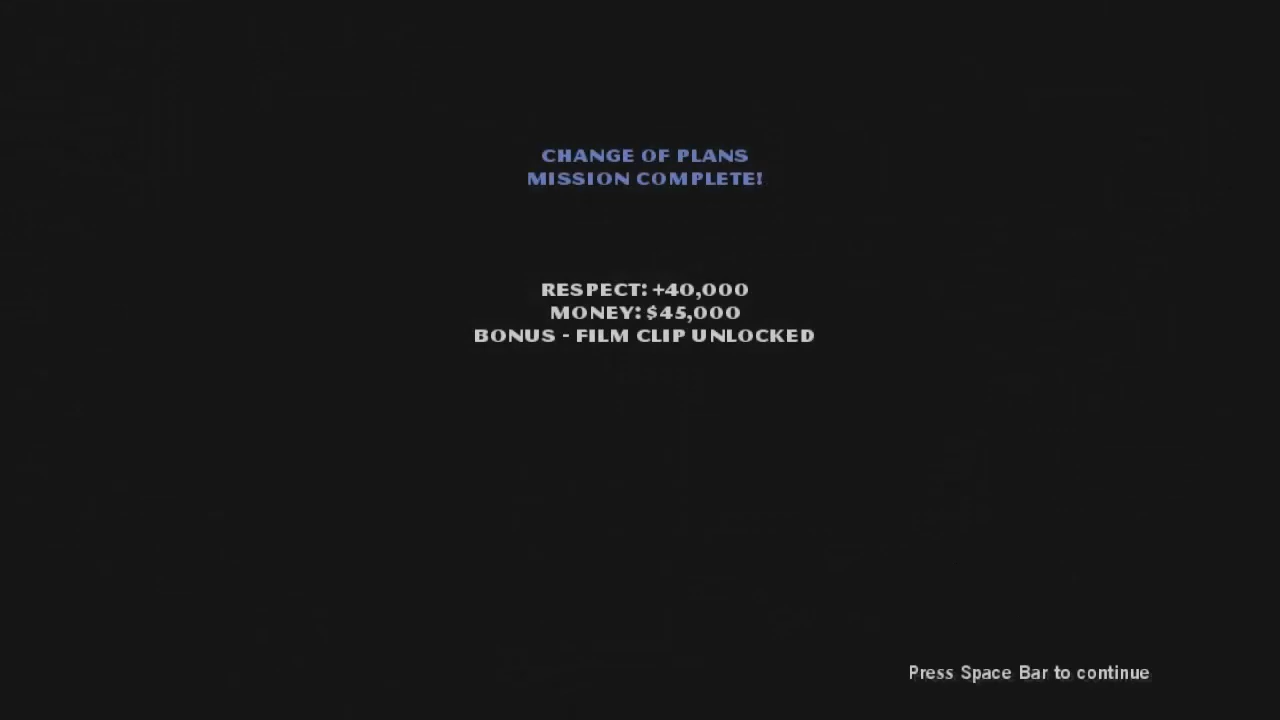 CHANGE OF PLANS
MISSION COMPLETE!
RESPECT: +40,000
MONEY: $45,000
BONUS - FILM CLIP UNLOCKED
Press Space Bar to continue